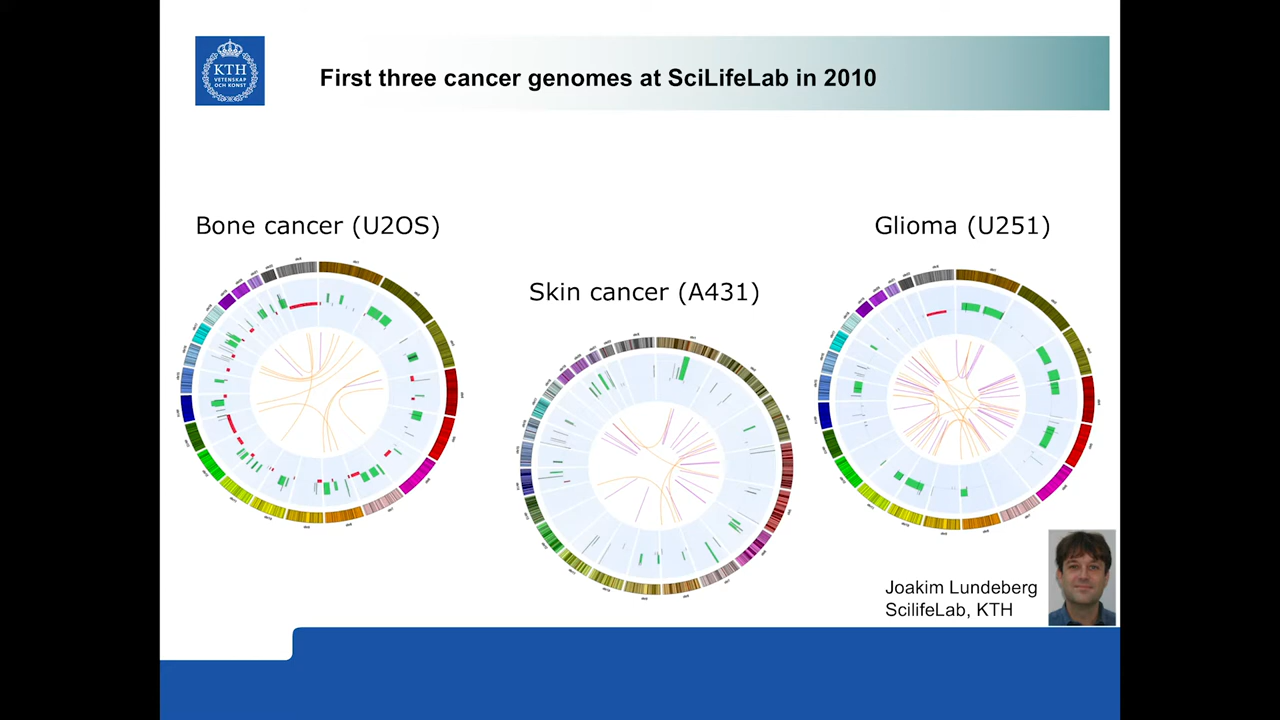 KTH
VETENSKAP
OCH KONST
First three cancer genomes at SciLifeLab in 2010
Bone cancer (U2OS)
Skin cancer (A431)
Glioma (U251)
Joakim Lundeberg
ScilifeLab, KTH